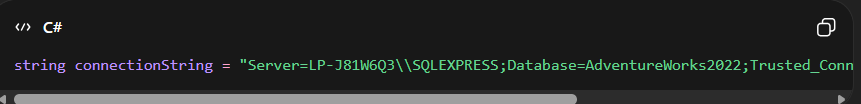 C#
string connectionString = "Server=LP-J81W6Q3\\SQLEXPRESS;Database=AdventureWorks2022;Trusted_Conn